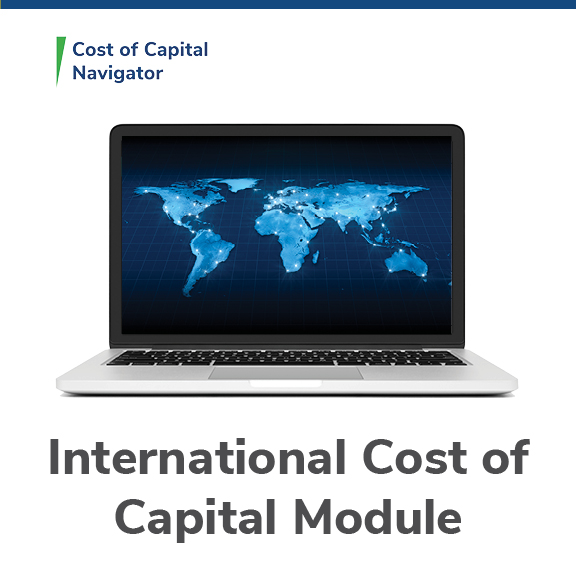 Cost of Capital
Navigator
International Cost of
Capital Module